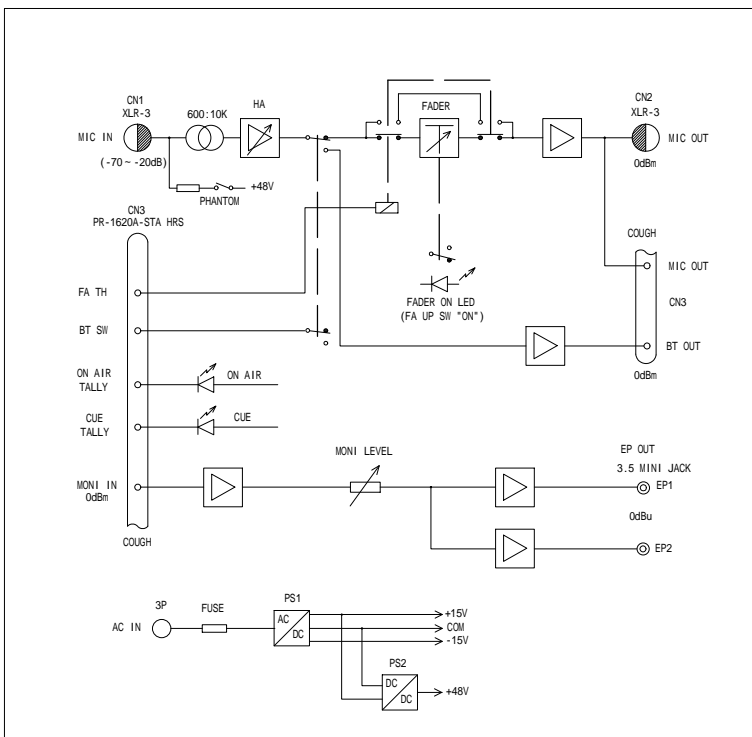 CN1
XLR-3
MIC IN
(-70 ~ -20dB)
600:10K
HA
FADER
CN2
XLR-3
MIC OUT
0dBm
+48V
PHANTOM
CN3
PR-1620A-STA HRS
FA TH
BT SW
ON AIR
TALLY
ON AIR
CUE
TALLY
CUE
MONI IN
0dBm
COUGH
FADER ON LED
(FA UP SW "ON")
COUGH
MIC OUT
CN3
BT OUT
0dBm
MONI LEVEL
EP OUT
3.5 MINI JACK
EP1
0dBu
EP2
AC IN
3P
FUSE
PS1
AC
DC
+15V
COM
-15V
PS2
DC
DC
+48V